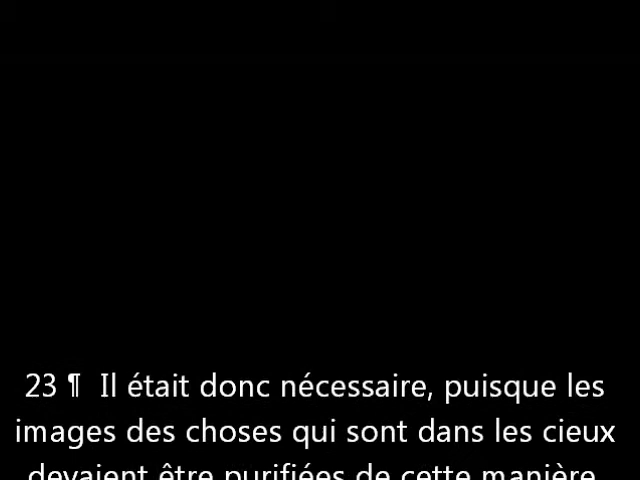 23 ¶  Il était donc nécessaire, puisque les
images des choses qui sont dans les cieux
devaient être purifiées de cette manière,